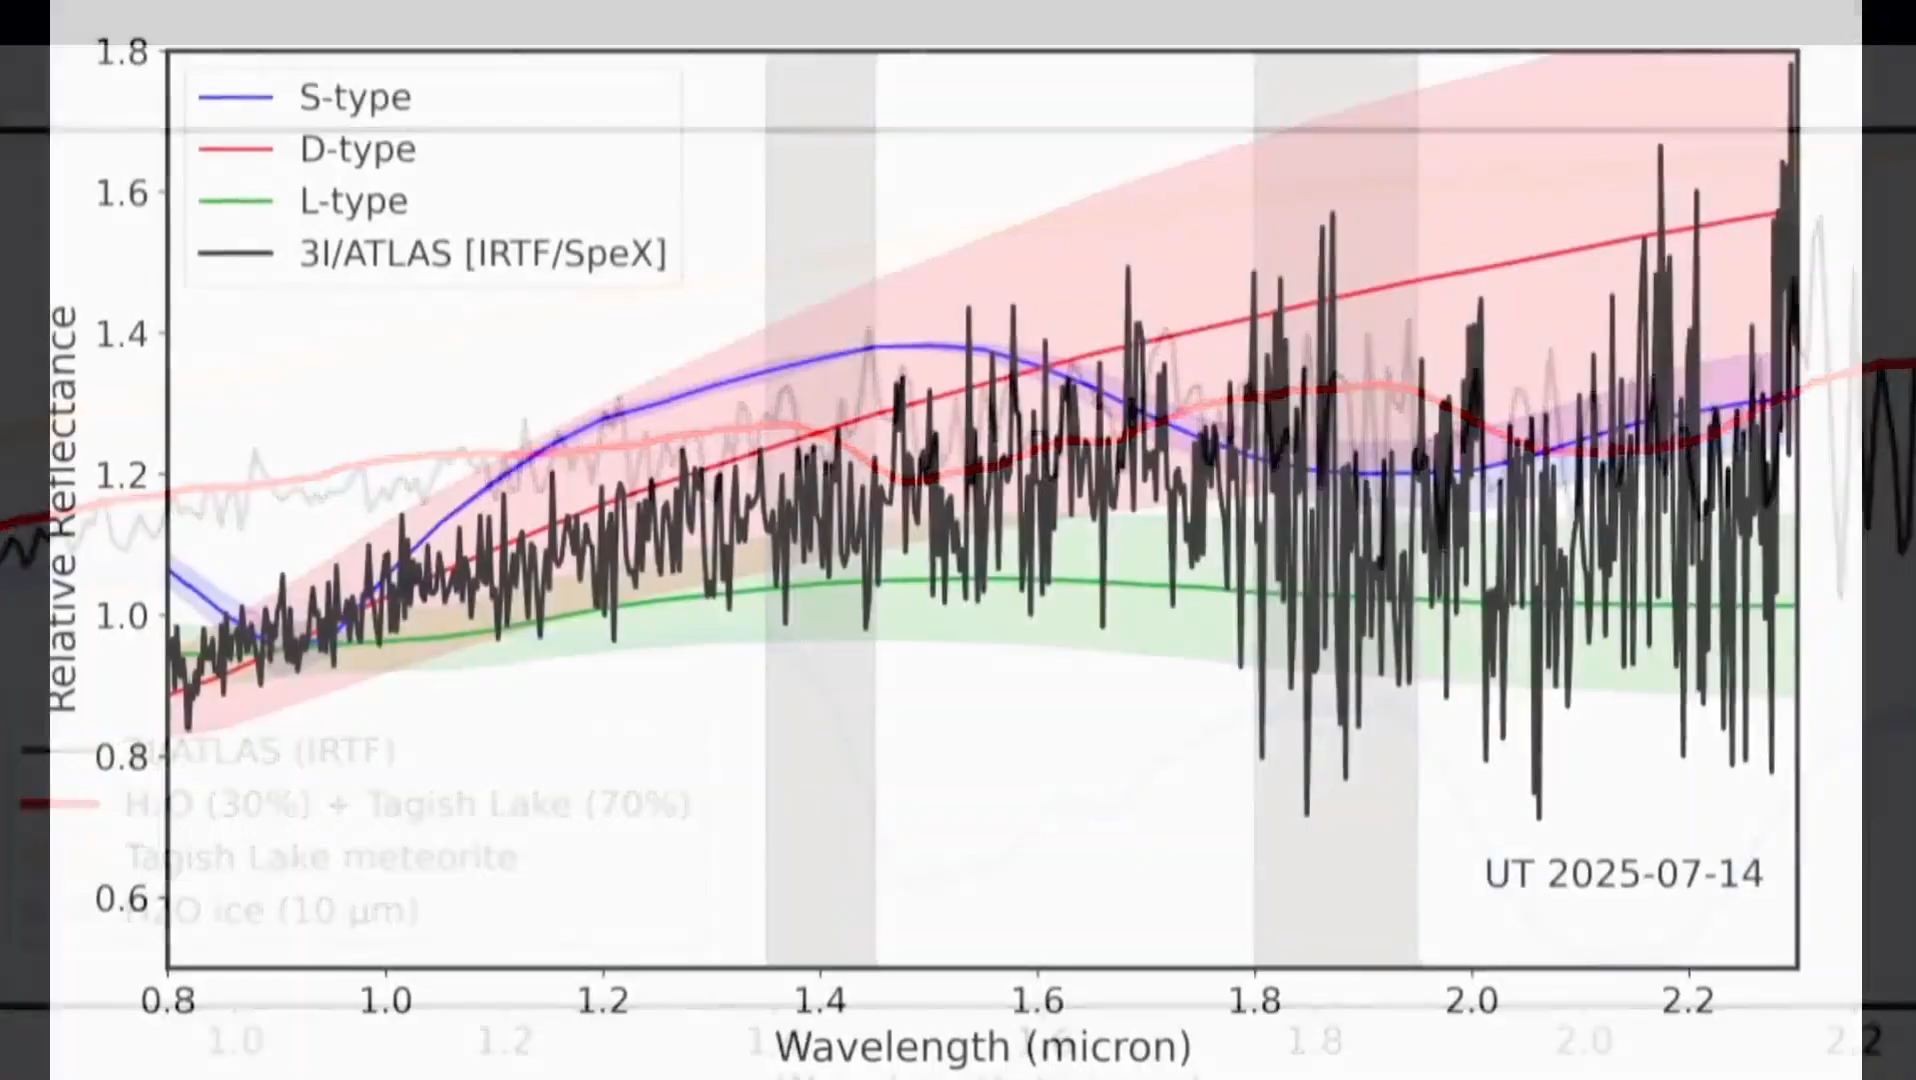 1.8
S-type
D-type
1.6
L-type
3I/ATLAS [IRTF/SpeX]
1.4
Relative Reflectance
1.2
1.0
0.8
ATLAS (IRTF)
H2O (30%) + Tagish Lake (70%)
Tagish Lake meteorite
UT 2025-07-14
0.6
H2O ice (10 μm)
0.8 1.0 1.2 1.4 1.6 1.8 2.0 2.2
1.0 1.2 1.8 2.0 2.2
Wavelength (micron)